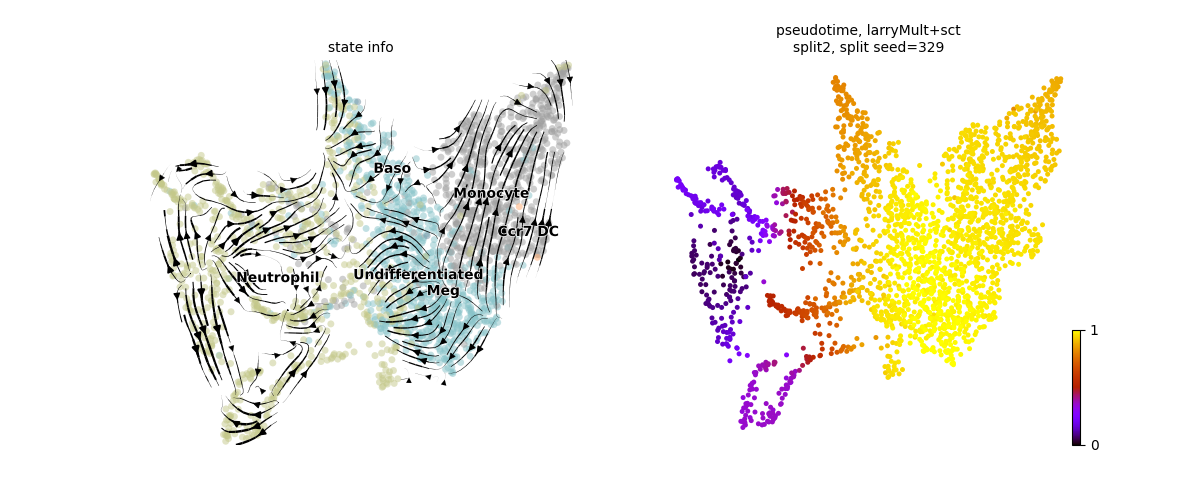 state info
Baso
Monocyte
Ccr7 DC
Neutrophil
Undifferentiated
Meg
pseudotime, larryMult+sct
split2, split seed=329
1
0